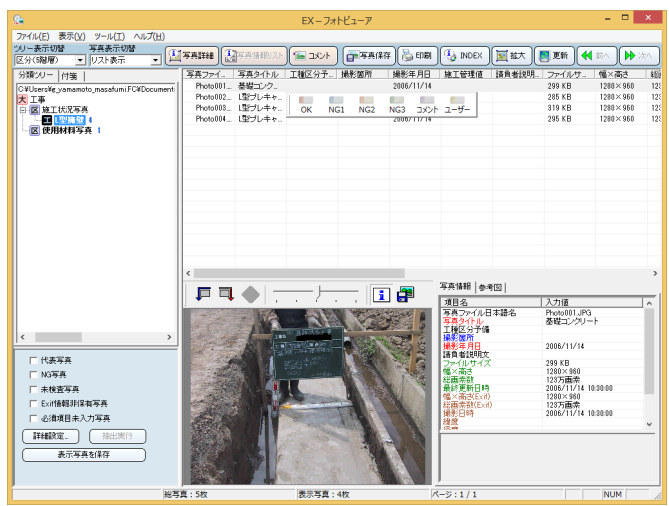 EX-フォトビューア
ファイル(F) 表示(V) ツール(T) ヘルプ(H)
ツリー表示切替 写真表示切替
区分(5階層) リスト表示 写真詳細 写真情報リスト コメント 写真保存 印刷 INDEX 拡大 更新 前へ 次へ
分類ツリー 付箋
C:¥Users¥g_yamamoto_masafumi.FC¥Document
大 工事
区 施工状況写真
工 L型擁壁 4
区 使用材料写真 1
写真ファイ... 写真タイトル 工種区分予... 撮影箇所 撮影年月日 施工管理値 請負者説明... ファイルサ... 幅×高さ 総
Photo001... 基礎コンク... 2006/11/14 299 KB 1280×960 12
Photo002... L型プレキャ... 285 KB 1280×960 12
Photo003... L型プレキャ... 319 KB 1280×960 12
Photo004... L型プレキャ... 2006/11/14 295 KB 1280×960 12
OK NG1 NG2 NG3 コメント ユーザー
代表写真
NG写真
未検査写真
Exif情報非保有写真
必須項目未入力写真
詳細設定... 抽出実行
表示写真を保存
写真情報 参考図
項目名 入力値
写真ファイル日本語名 Photo001.JPG
写真タイトル 基礎コンクリート
工種区分予備
撮影箇所
撮影年月日 2006/11/14
請負者説明文
ファイルサイズ 299 KB
幅×高さ 1280×960
総画素数 123万画素
最終更新日時 2006/11/14 10:30:00
幅×高さ(Exif) 1280×960
総画素数(Exif) 123万画素
撮影日時 2006/11/14 10:30:00
緯度
経度
総写真：5枚 表示写真：4枚 ページ：1 / 1 NUM